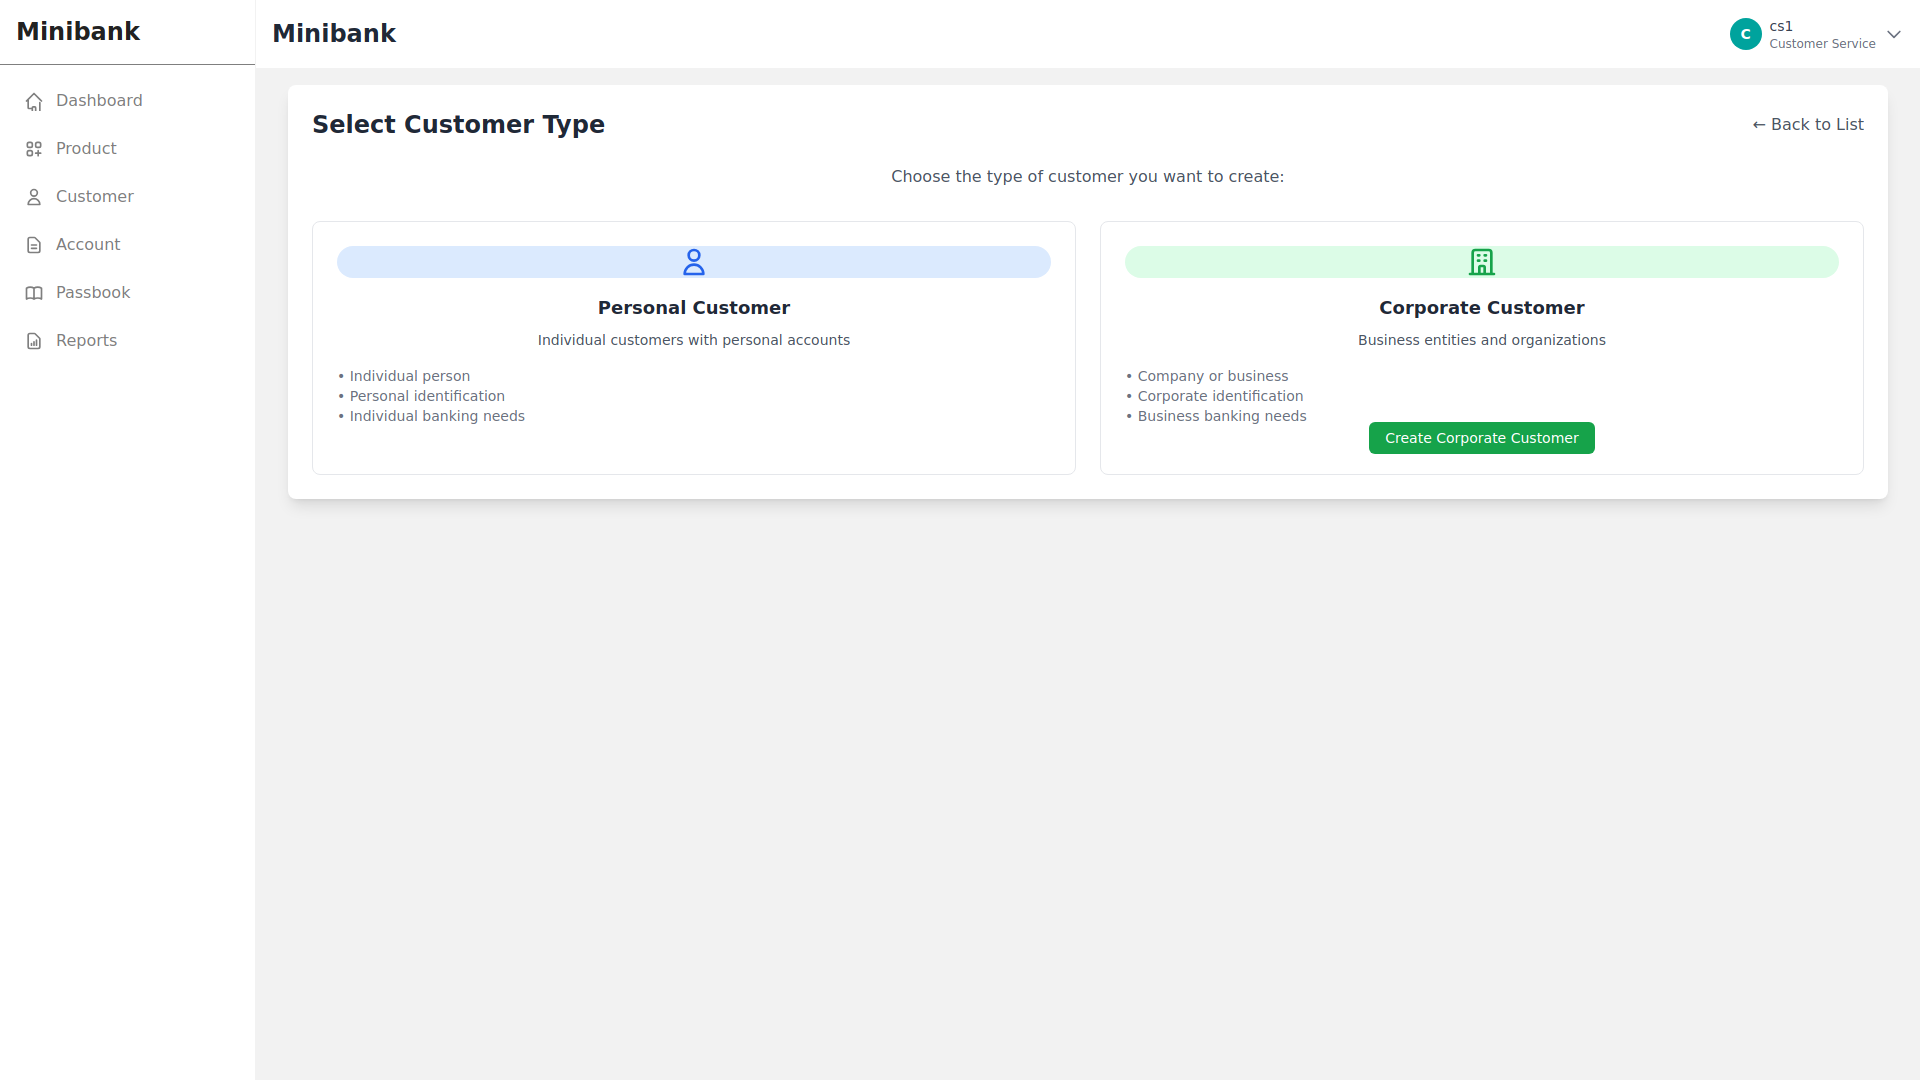 Minibank
Minibank
C
cs1
Customer Service
Dashboard
Product
Customer
Account
Passbook
Reports
Select Customer Type
← Back to List
Choose the type of customer you want to create:
Personal Customer
Individual customers with personal accounts
• Individual person
• Personal identification
• Individual banking needs
Corporate Customer
Business entities and organizations
• Company or business
• Corporate identification
• Business banking needs
Create Corporate Customer